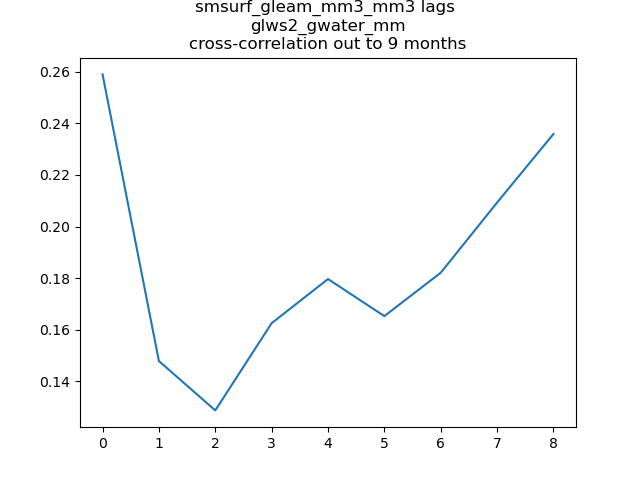 smsurf_gleam_mm3_mm3 lags
glws2_gwater_mm
cross-correlation out to 9 months
0.26
0.24
0.22
0.20
0.18
0.16
0.14
0 1 2 3 4 5 6 7 8